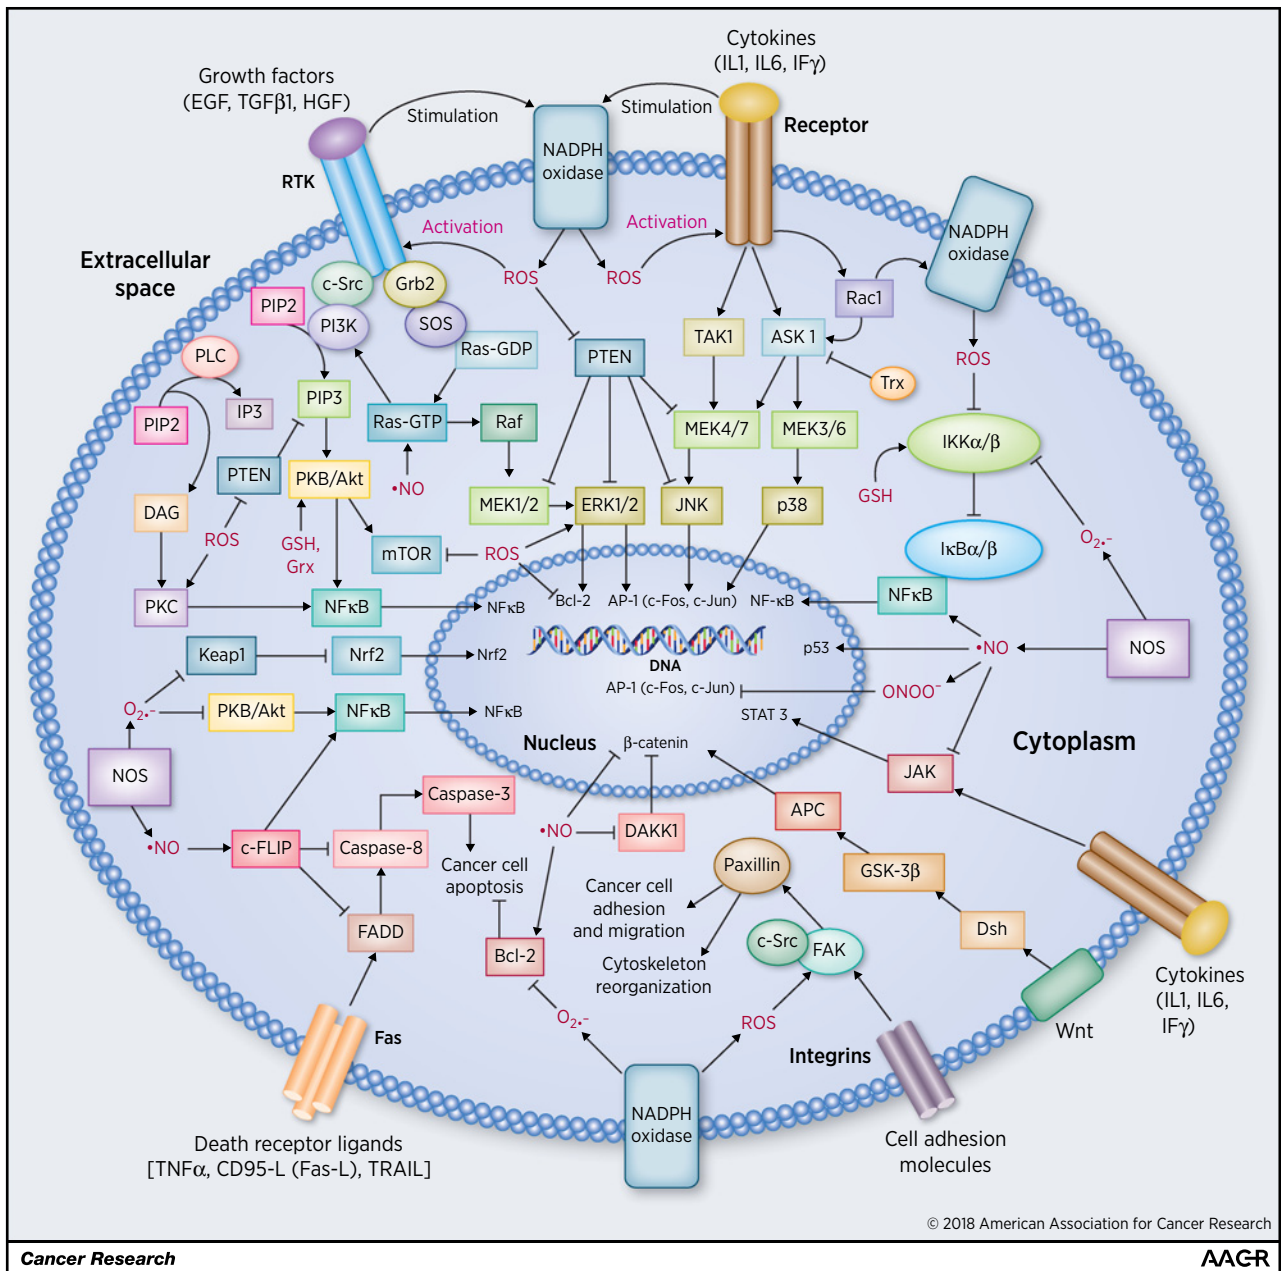 Cytokines
(IL1, IL6, IFγ)
Growth factors
(EGF, TGFβ1, HGF)
Stimulation
Stimulation
Receptor
NADPH
oxidase
RTK
Activation
Activation
NADPH
oxidase
Extracellular
space
ROS
ROS
c-Src
Grb2
PIP2
PI3K
SOS
Rac1
TAK1
ASK 1
Ras-GDP
PTEN
ROS
PLC
Trx
PIP3
IP3
PIP2
Ras-GTP
Raf
MEK4/7
MEK3/6
IKKα/β
PTEN
PKB/Akt
•NO
GSH
DAG
MEK1/2
ERK1/2
JNK
p38
ROS
GSH,
Grx
mTOR
ROS
O₂•-
IκBα/β
PKC
NFκB
NFκB
Bcl-2
AP-1 (c-Fos, c-Jun)
NF-κB
NFκB
Keap1
Nrf2
Nrf2
DNA
p53
•NO
NOS
AP-1 (c-Fos, c-Jun)
ONOO⁻
O₂•-
PKB/Akt
NFκB
NFκB
STAT 3
Nucleus
β-catenin
Cytoplasm
NOS
JAK
Caspase-3
APC
•NO
c-FLIP
Caspase-8
•NO
DAKK1
Cancer cell
apoptosis
Paxillin
GSK-3β
Cancer cell
adhesion
and migration
FADD
Bcl-2
c-Src
FAK
Dsh
Cytoskeleton
reorganization
Cytokines
(IL1, IL6,
IFγ)
O₂•-
ROS
Wnt
Fas
Integrins
NADPH
oxidase
Death receptor ligands
[TNFα, CD95-L (Fas-L), TRAIL]
Cell adhesion
molecules
© 2018 American Association for Cancer Research
Cancer Research
AACR